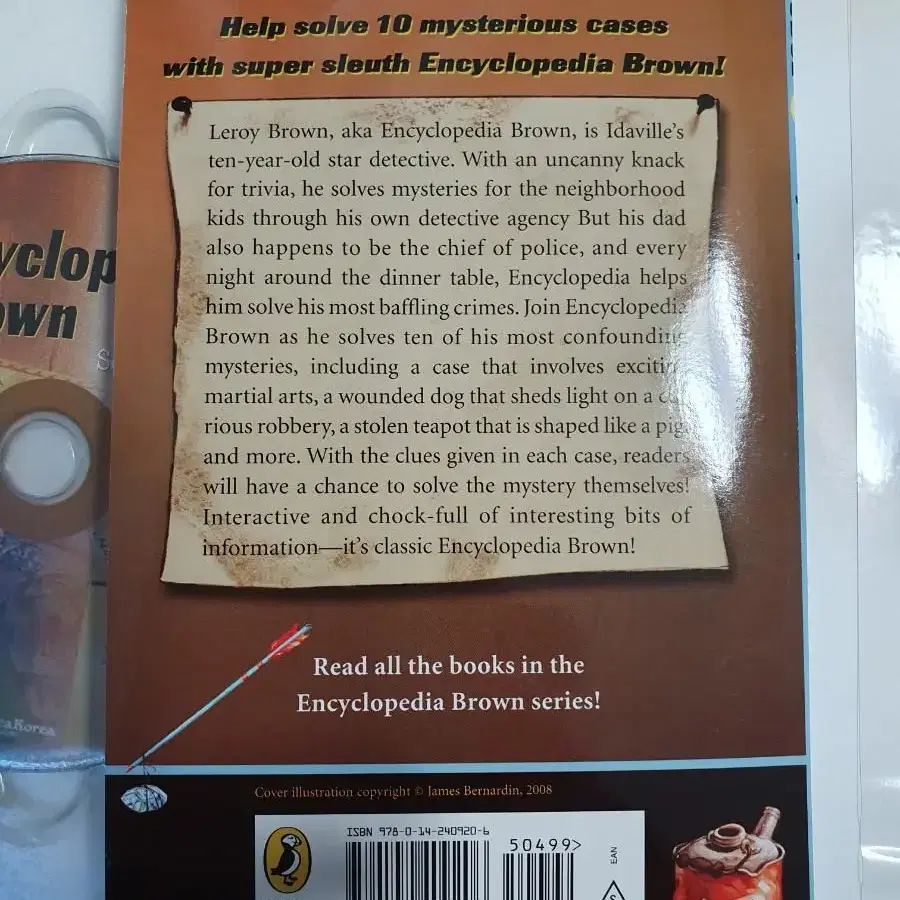 Help solve 10 mysterious cases
with super sleuth Encyclopedia Brown!
Leroy Brown, aka Encyclopedia Brown, is Idaville's
ten-year-old star detective. With an uncanny knack
for trivia, he solves mysteries for the neighborhood
kids through his own detective agency But his dad
also happens to be the chief of police, and every
night around the dinner table, Encyclopedia helps
him solve his most baffling crimes. Join Encyclopedia
Brown as he solves ten of his most confounding
mysteries, including a case that involves exciting
martial arts, a wounded dog that sheds light on a
rious robbery, a stolen teapot that is shaped like a pig,
and more. With the clues given in each case, readers
will have a chance to solve the mystery themselves!
Interactive and chock-full of interesting bits of
information—it's classic Encyclopedia Brown!
Read all the books in the
Encyclopedia Brown series!
Cover illustration copyright © James Bernardin, 2008
ISBN 978-0-14-240920-6
50499>
EAN
yclop
own
aKorea